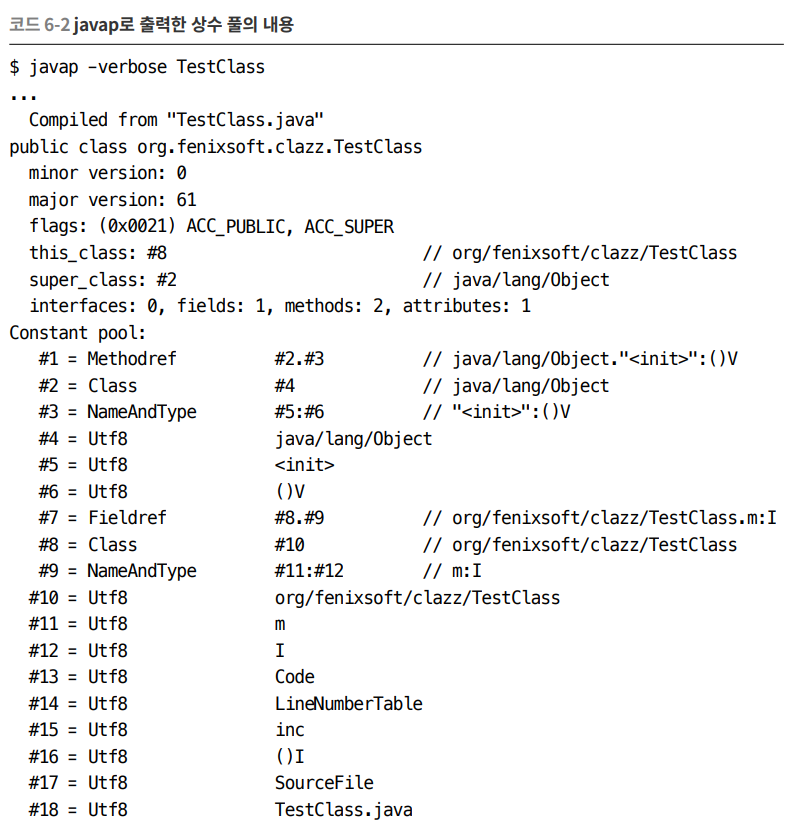 코드 6-2 javap로 출력한 상수 풀의 내용
$ javap -verbose TestClass
...
  Compiled from "TestClass.java"
public class org.fenixsoft.clazz.TestClass
  minor version: 0
  major version: 61
  flags: (0x0021) ACC_PUBLIC, ACC_SUPER
  this_class: #8                          // org/fenixsoft/clazz/TestClass
  super_class: #2                         // java/lang/Object
  interfaces: 0, fields: 1, methods: 2, attributes: 1
Constant pool:
   #1 = Methodref          #2.#3          // java/lang/Object."<init>":()V
   #2 = Class              #4             // java/lang/Object
   #3 = NameAndType        #5:#6          // "<init>":()V
   #4 = Utf8               java/lang/Object
   #5 = Utf8               <init>
   #6 = Utf8               ()V
   #7 = Fieldref           #8.#9          // org/fenixsoft/clazz/TestClass.m:I
   #8 = Class              #10            // org/fenixsoft/clazz/TestClass
   #9 = NameAndType        #11:#12        // m:I
  #10 = Utf8               org/fenixsoft/clazz/TestClass
  #11 = Utf8               m
  #12 = Utf8               I
  #13 = Utf8               Code
  #14 = Utf8               LineNumberTable
  #15 = Utf8               inc
  #16 = Utf8               ()I
  #17 = Utf8               SourceFile
  #18 = Utf8               TestClass.java